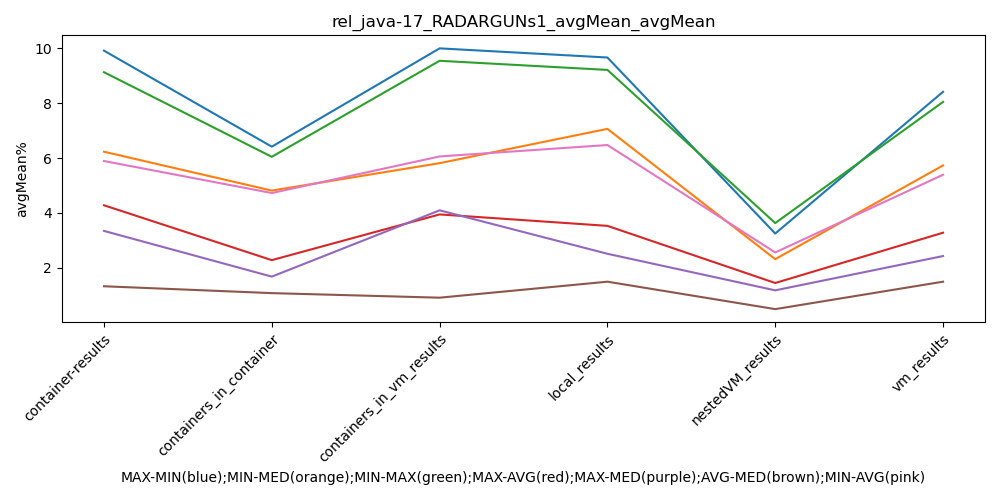 rel_java-17_RADARGUNs1_avgMean_avgMean
avgMean%
10
8
6
4
2
container-results
containers_in_container
containers_in_vm_results
local_results
nestedVM_results
vm_results
MAX-MIN(blue);MIN-MED(orange);MIN-MAX(green);MAX-AVG(red);MAX-MED(purple);AVG-MED(brown);MIN-AVG(pink)